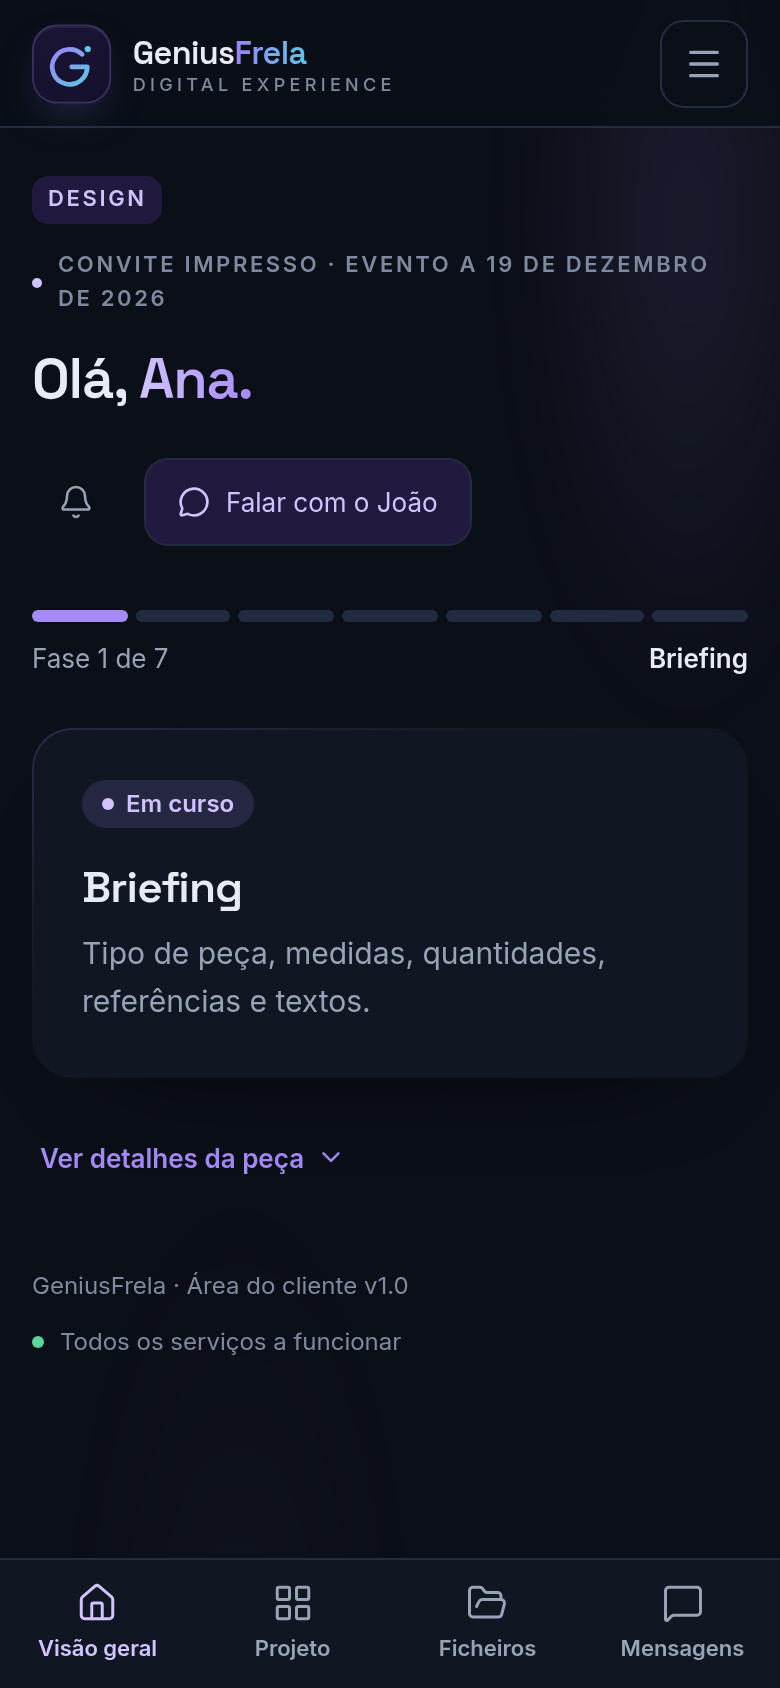 GeniusFrela
DIGITAL EXPERIENCE
DESIGN
CONVITE IMPRESSO · EVENTO A 19 DE DEZEMBRO
DE 2026
Olá, Ana.
Falar com o João
Fase 1 de 7
Briefing
Em curso
Briefing
Tipo de peça, medidas, quantidades,
referências e textos.
Ver detalhes da peça
GeniusFrela · Área do cliente v1.0
Todos os serviços a funcionar
Visão geral
Projeto
Ficheiros
Mensagens